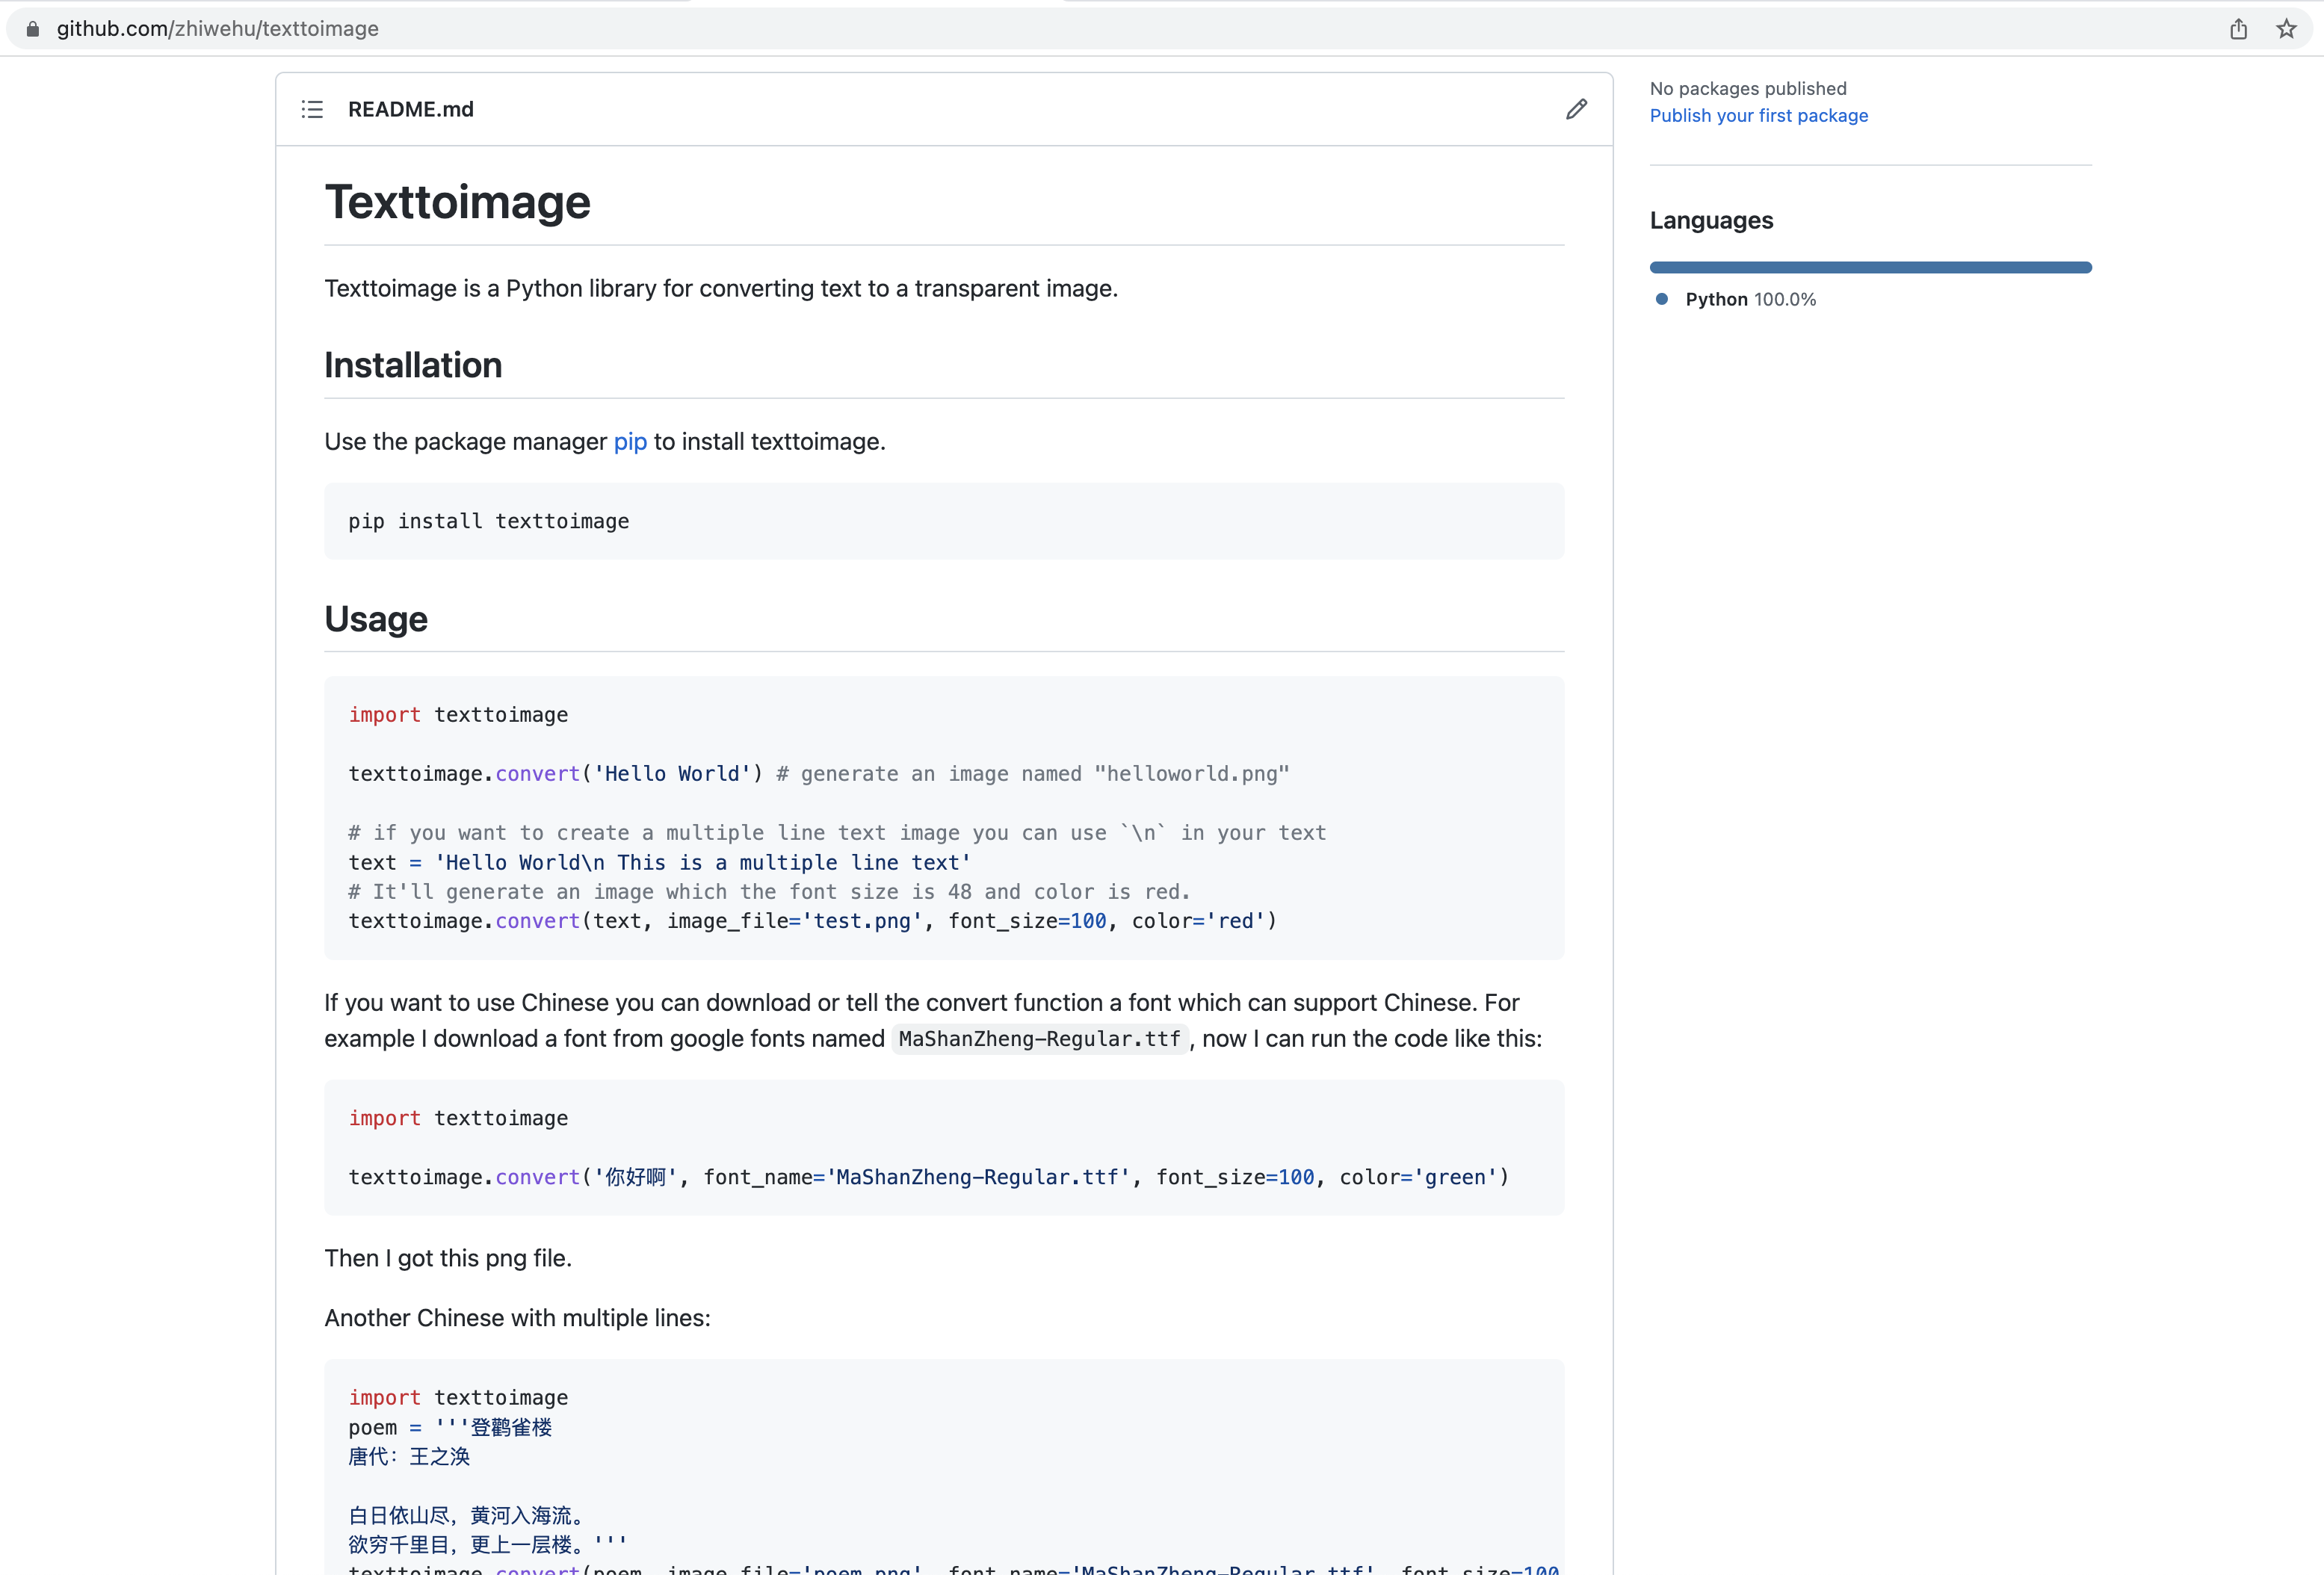 github.com/zhiwehu/texttoimage
README.md
Texttoimage
Texttoimage is a Python library for converting text to a transparent image.
Installation
Use the package manager pip to install texttoimage.
pip install texttoimage
Usage
import texttoimage
texttoimage.convert('Hello World') # generate an image named "helloworld.png"
# if you want to create a multiple line text image you can use `\n` in your text
text = 'Hello World\n This is a multiple line text'
# It'll generate an image which the font size is 48 and color is red.
texttoimage.convert(text, image_file='test.png', font_size=100, color='red')
If you want to use Chinese you can download or tell the convert function a font which can support Chinese. For
example I download a font from google fonts named MaShanZheng-Regular.ttf, now I can run the code like this:
import texttoimage
texttoimage.convert('你好啊', font_name='MaShanZheng-Regular.ttf', font_size=100, color='green')
Then I got this png file.
Another Chinese with multiple lines:
import texttoimage
poem = '''登鹳雀楼
唐代：王之涣
白日依山尽，黄河入海流。
欲穷千里目，更上一层楼。'''
texttoimage.convert(poem, image_file='poem.png', font_name='MaShanZheng-Regular.ttf', font_size=100
No packages published
Publish your first package
Languages
Python 100.0%